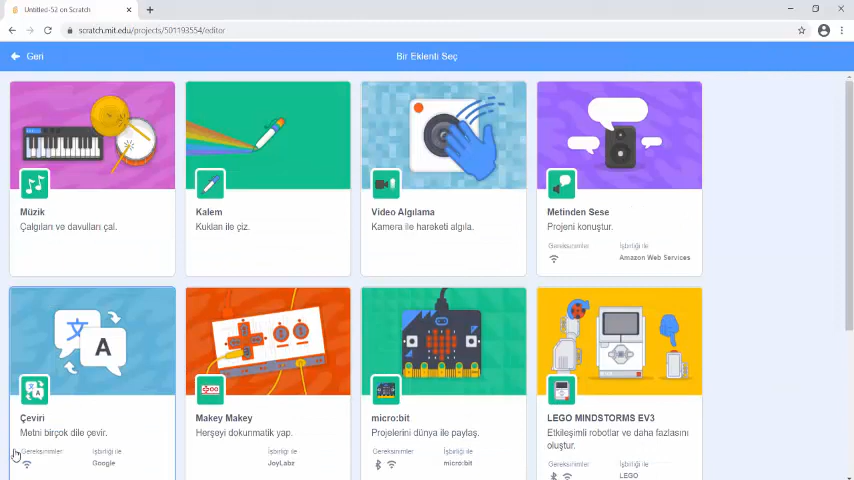 Untitled-52 on Scratch
scratch.mit.edu/projects/501193554/editor
Geri
Bir Eklenti Seç
Müzik
Çalgıları ve davulları çal.
Kalem
Kuklan ile çiz.
Video Algılama
Kamera ile hareketi algıla.
Metinden Sese
Projeni konuştur.
Gereksinimler
İşbirliği ile
Amazon Web Services
A
Çeviri
Metni birçok dile çevir.
Gereksinimler
İşbirliği ile
Google
Makey Makey
Herşeyi dokunmatik yap.
İşbirliği ile
JoyLabz
micro:bit
Projelerini dünya ile paylaş.
Gereksinimler
İşbirliği ile
micro:bit
LEGO MINDSTORMS EV3
Etkileşimli robotlar ve daha fazlasını
oluştur.
Gereksinimler
İşbirliği ile
LEGO